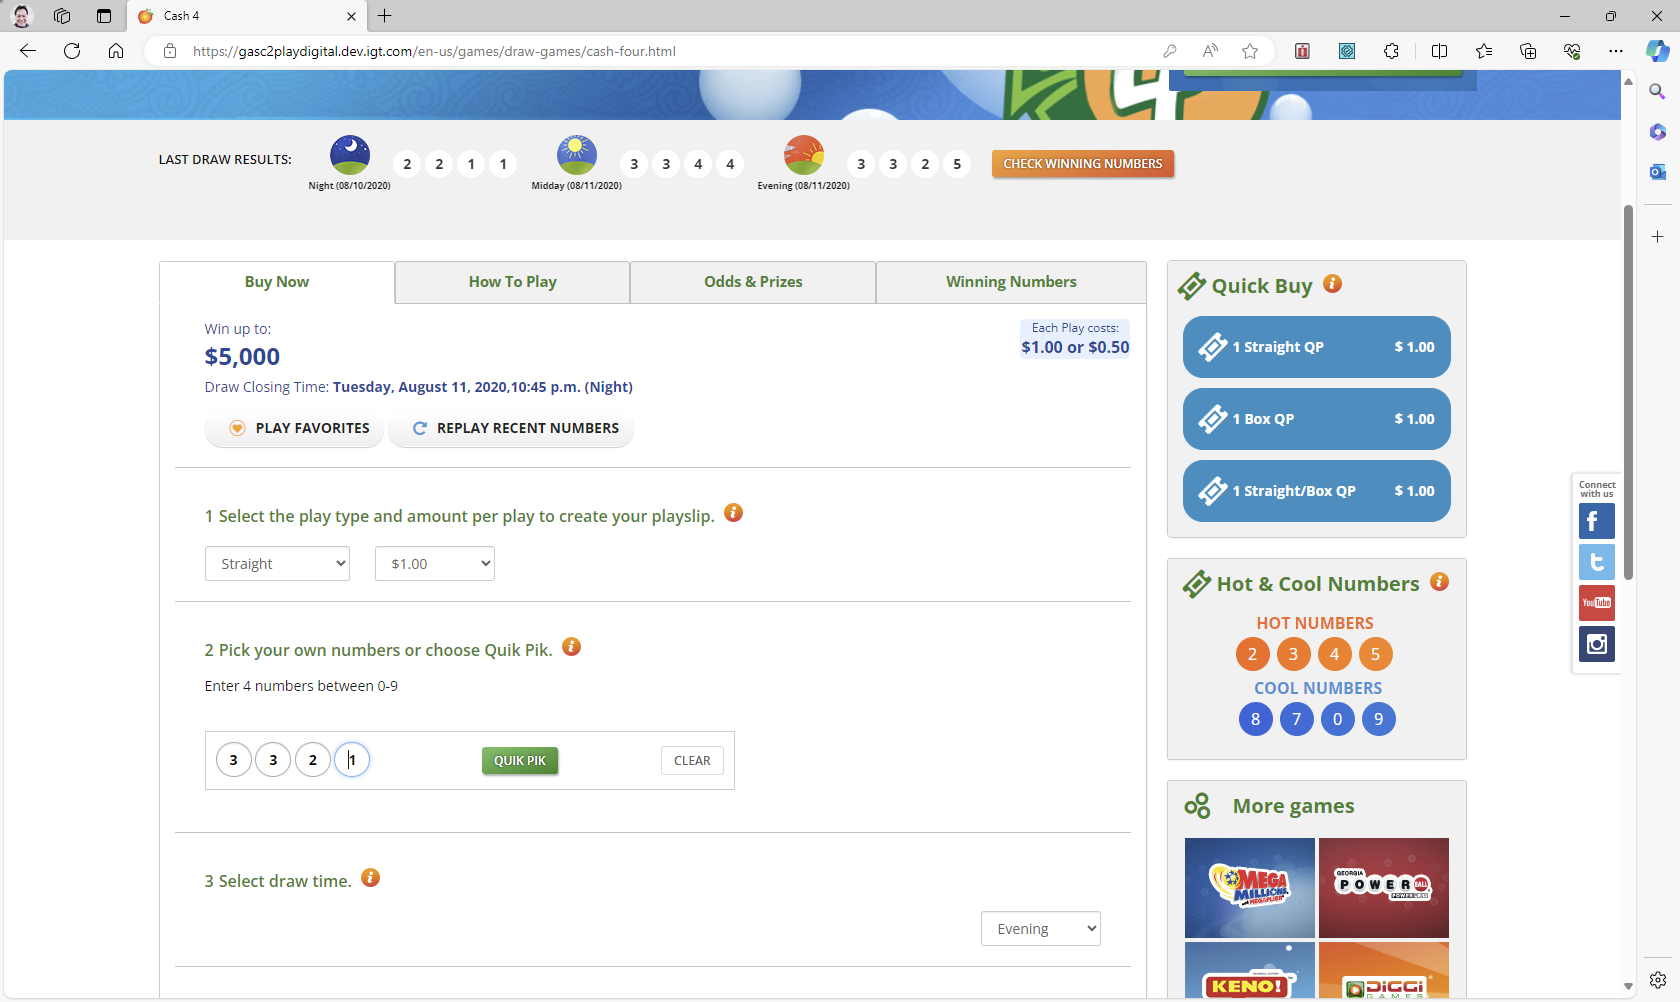 Cash 4
https://gasc2playdigital.dev.igt.com/en-us/games/draw-games/cash-four.html
LAST DRAW RESULTS:
2 2 1 1
Night (08/10/2020)
3 3 4 4
Midday (08/11/2020)
3 3 2 5
Evening (08/11/2020)
CHECK WINNING NUMBERS
Buy Now
How To Play
Odds & Prizes
Winning Numbers
Win up to:
$5,000
Each Play costs:
$1.00 or $0.50
Draw Closing Time: Tuesday, August 11, 2020,10:45 p.m. (Night)
PLAY FAVORITES
REPLAY RECENT NUMBERS
1 Select the play type and amount per play to create your playslip.
Straight
$1.00
2 Pick your own numbers or choose Quik Pik.
Enter 4 numbers between 0-9
3 3 2 1
QUIK PIK
CLEAR
3 Select draw time.
Evening
Quick Buy
1 Straight QP $ 1.00
1 Box QP $ 1.00
1 Straight/Box QP $ 1.00
Hot & Cool Numbers
HOT NUMBERS
2 3 4 5
COOL NUMBERS
8 7 0 9
More games
MEGA
MILLIONS
MEGAPLIER
GEORGIA
POWERBALL
POWER PLAY
KENO!
DIGGI
GAMES
Connect
with us
f
t
YouTube